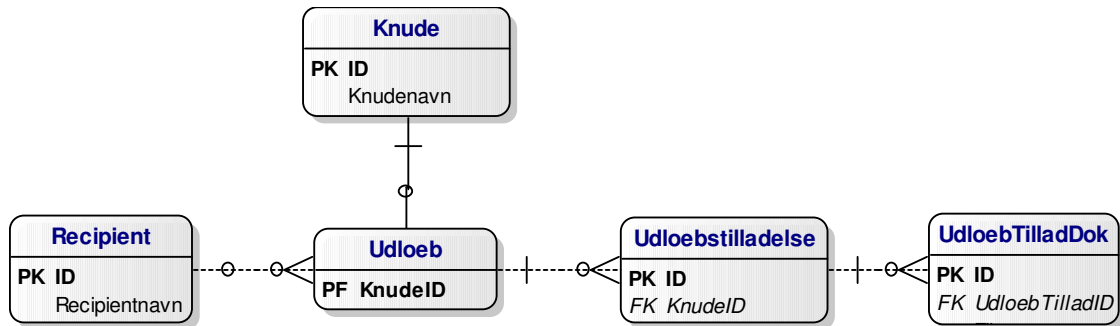 Knude
PK ID
Knudenavn
Recipient
PK ID
Recipientnavn
Udloeb
PF KnudeID
Udloebstilladelse
PK ID
FK KnudeID
UdloebTilladDok
PK ID
FK UdloebTilladID